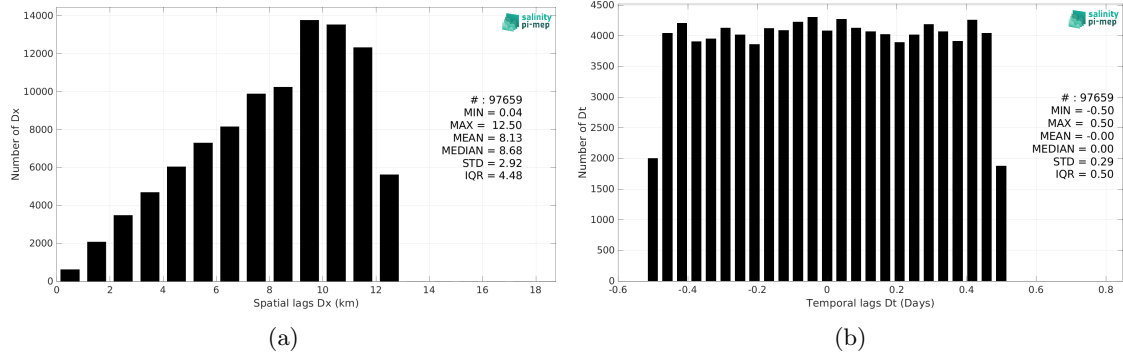 14000
12000
10000
8000
6000
4000
2000
0
Number of Dx
0 2 4 6 8 10 12 14 16 18
Spatial lags Dx (km)
salinity
pi-mep
# : 97659
MIN = 0.04
MAX = 12.50
MEAN = 8.13
MEDIAN = 8.68
STD = 2.92
IQR = 4.48
(a)
4500
4000
3500
3000
2500
2000
1500
1000
500
0
Number of Dt
-0.6 -0.4 -0.2 0 0.2 0.4 0.6 0.8
Temporal lags Dt (Days)
salinity
pi-mep
# : 97659
MIN = -0.50
MAX = 0.50
MEAN = -0.00
MEDIAN = 0.00
STD = 0.29
IQR = 0.50
(b)